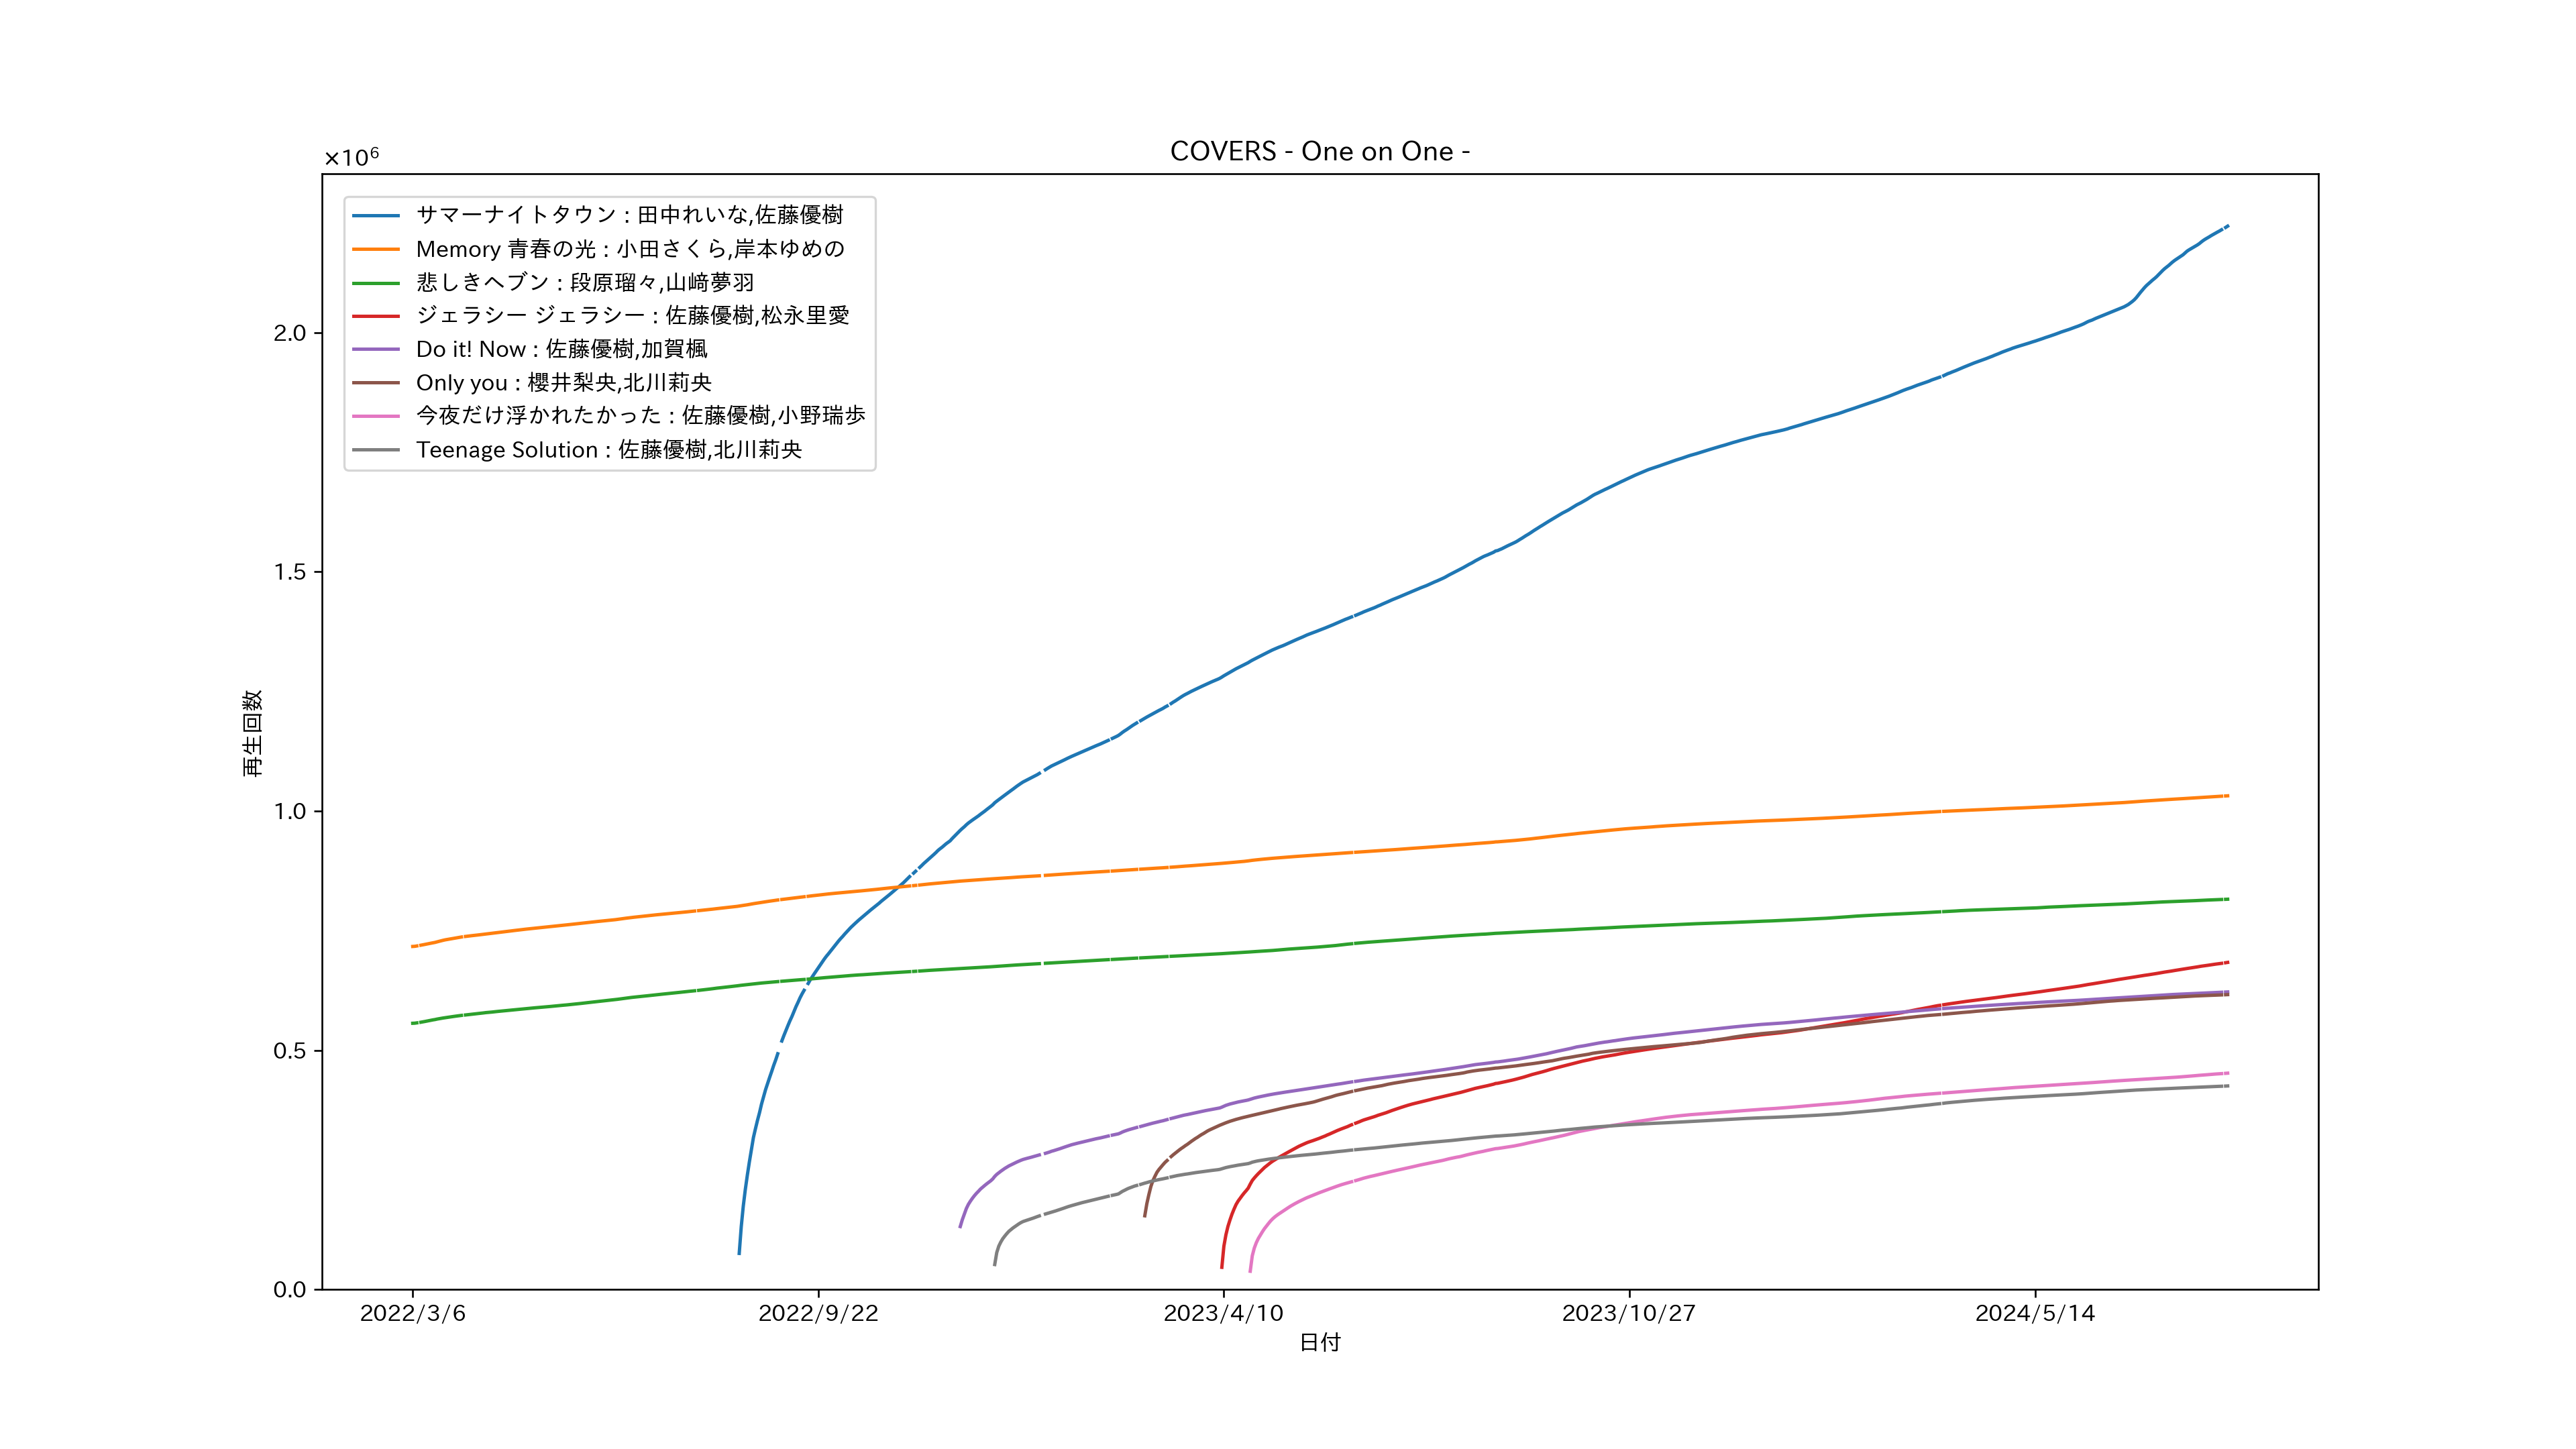 COVERS - One on One -
×10⁶
サマーナイトタウン : 田中れいな,佐藤優樹
Memory 青春の光 : 小田さくら,岸本ゆめの
悲しきヘブン : 段原瑠々,山﨑夢羽
ジェラシー ジェラシー : 佐藤優樹,松永里愛
Do it! Now : 佐藤優樹,加賀楓
Only you : 櫻井梨央,北川莉央
今夜だけ浮かれたかった : 佐藤優樹,小野瑞歩
Teenage Solution : 佐藤優樹,北川莉央
2.0
1.5
1.0
0.5
0.0
再生回数
2022/3/6
2022/9/22
2023/4/10
2023/10/27
2024/5/14
日付